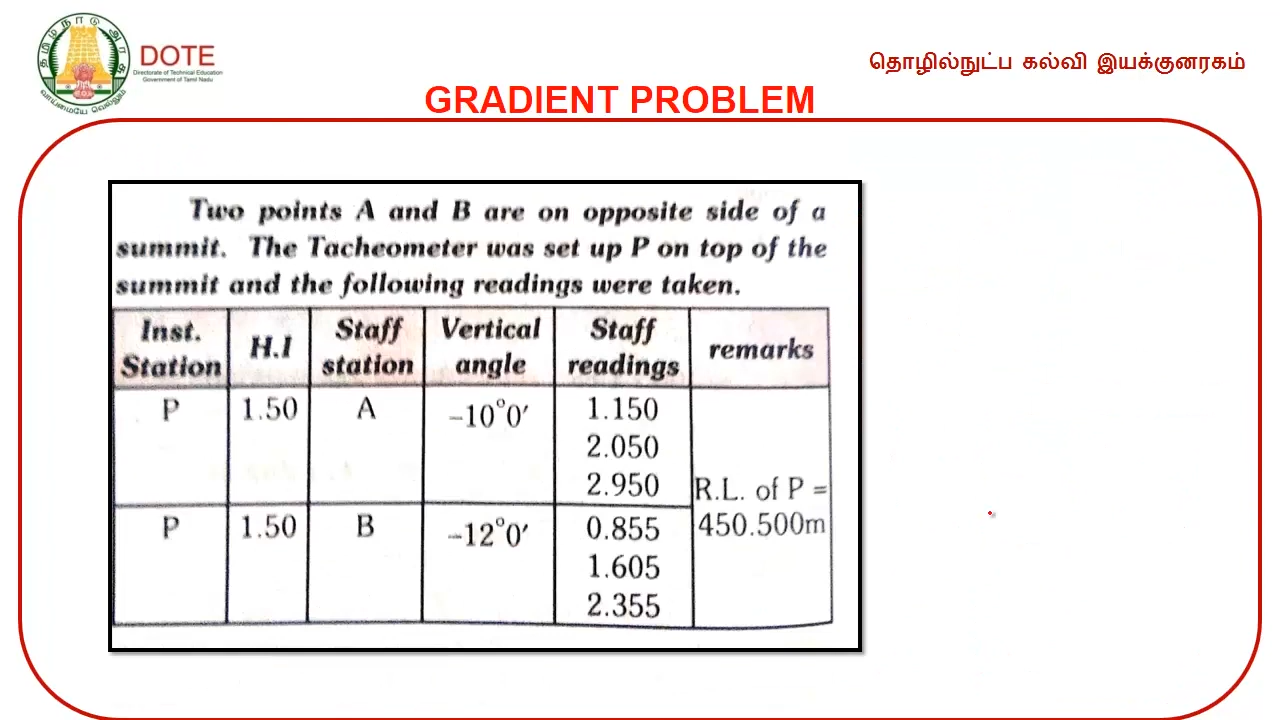 DOTE
Directorate of Technical Education
Government of Tamil Nadu
தமிழ்நாடு அரசு
வாய்மையே வெல்லும்
தொழில்நுட்ப கல்வி இயக்குனரகம்
GRADIENT PROBLEM
Two points A and B are on opposite side of a
summit. The Tacheometer was set up P on top of the
summit and the following readings were taken.
Inst. Station H.I Staff station Vertical angle Staff readings remarks
P 1.50 A –10°0′ 1.150
2.050
2.950
P 1.50 B –12°0′ 0.855
1.605
2.355
R.L. of P =
450.500m